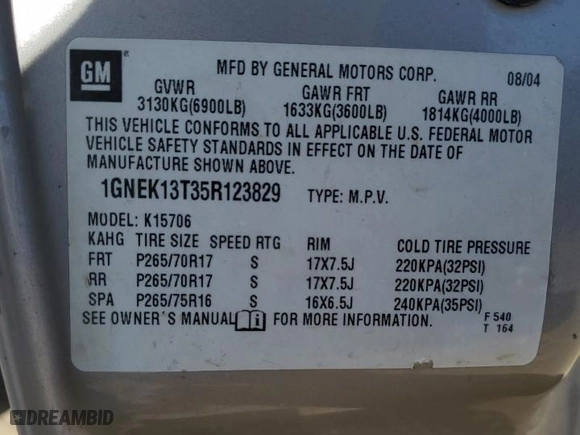 GM
MFD BY GENERAL MOTORS CORP. 08/04
GVWR GAWR FRT GAWR RR
3130KG(6900LB) 1633KG(3600LB) 1814KG(4000LB)
THIS VEHICLE CONFORMS TO ALL APPLICABLE U.S. FEDERAL MOTOR
VEHICLE SAFETY STANDARDS IN EFFECT ON THE DATE OF
MANUFACTURE SHOWN ABOVE.
1GNEK13T35R123829 TYPE: M.P.V.
MODEL: K15706
KAHG TIRE SIZE SPEED RTG RIM COLD TIRE PRESSURE
FRT P265/70R17 S 17X7.5J 220KPA(32PSI)
RR P265/70R17 S 17X7.5J 220KPA(32PSI)
SPA P265/75R16 S 16X6.5J 240KPA(35PSI)
SEE OWNER'S MANUAL FOR MORE INFORMATION. F 540
T 164
DREAMBID